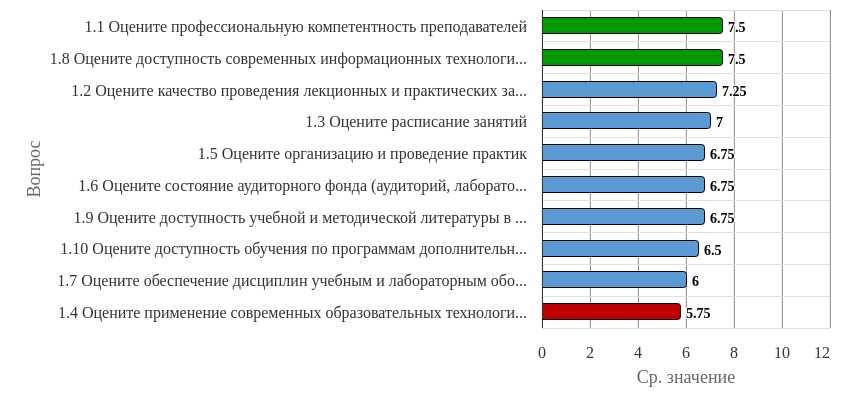 1.1 Оцените профессиональную компетентность преподавателей 7.5
1.8 Оцените доступность современных информационных технологи... 7.5
1.2 Оцените качество проведения лекционных и практических за... 7.25
1.3 Оцените расписание занятий 7
1.5 Оцените организацию и проведение практик 6.75
1.6 Оцените состояние аудиторного фонда (аудиторий, лаборато... 6.75
1.9 Оцените доступность учебной и методической литературы в ... 6.75
1.10 Оцените доступность обучения по программам дополнительн... 6.5
1.7 Оцените обеспечение дисциплин учебным и лабораторным обо... 6
1.4 Оцените применение современных образовательных технологи... 5.75
Вопрос
0 2 4 6 8 10 12
Ср. значение